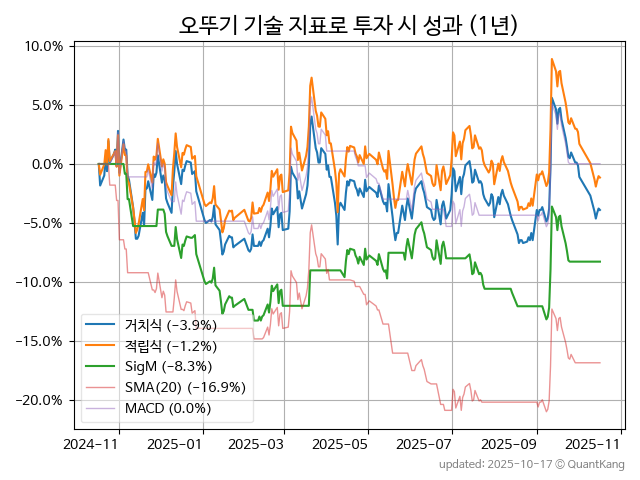 오뚜기 기술 지표로 투자 시 성과 (1년)
10.0%
5.0%
0.0%
−5.0%
−10.0%
−15.0%
−20.0%
거치식 (−3.9%)
적립식 (−1.2%)
SigM (−8.3%)
SMA(20) (−16.9%)
MACD (0.0%)
2024-11 2025-01 2025-03 2025-05 2025-07 2025-09 2025-11
updated: 2025-10-17 © QuantKang